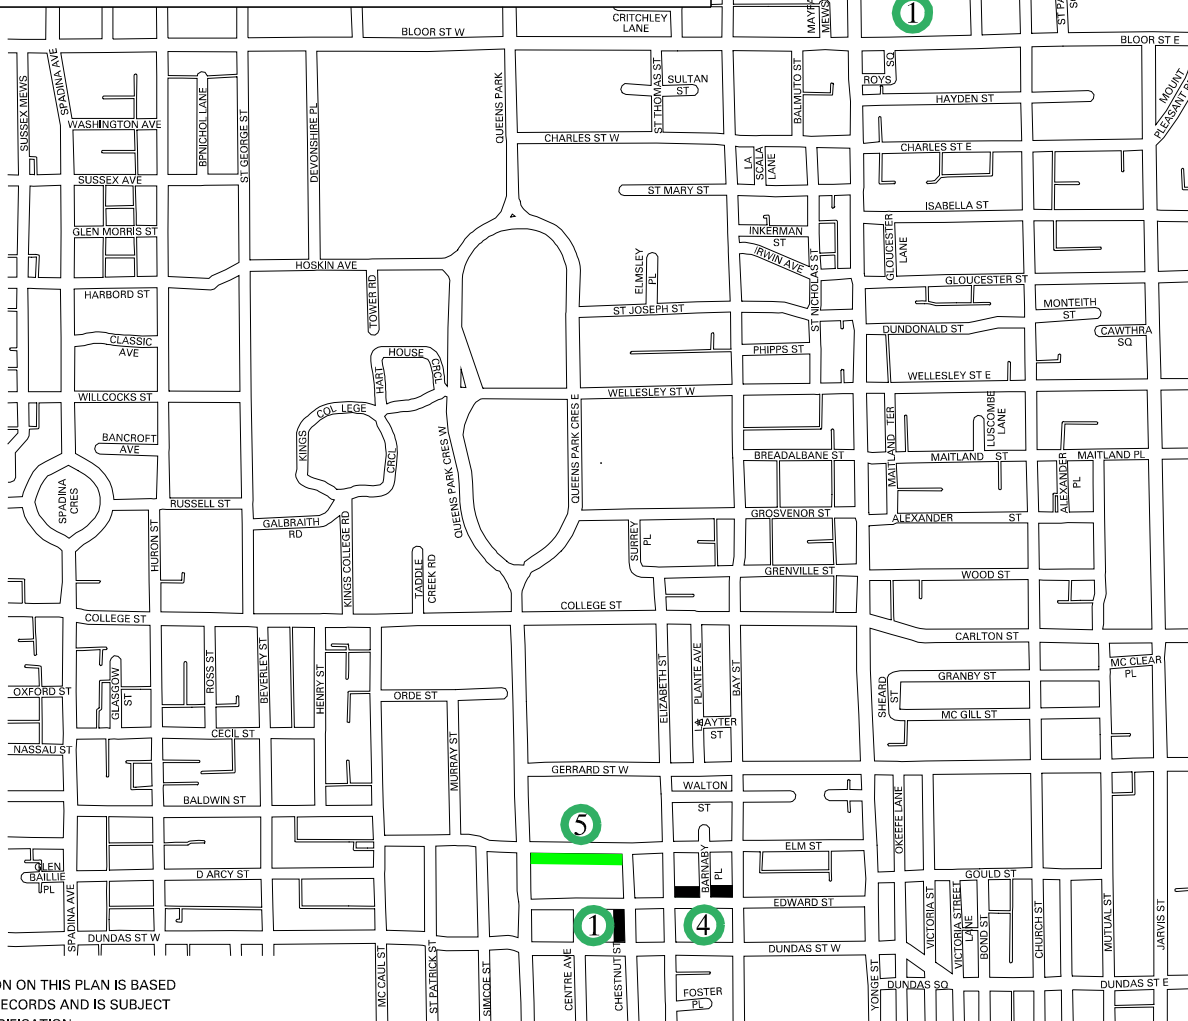 CRITCHLEY
LANE
MEWS
1
BLOOR ST W
BLOOR ST E
SUSSEX MEWS
SPADINA AVE
BPNICHOL LANE
ST GEORGE ST
DEVONSHIRE PL
QUEENS PARK
ST THOMAS ST
SULTAN
ST
BALMUTO ST
ROYS
SQ
HAYDEN ST
MOUNT
WASHINGTON AVE
CHARLES ST W
CHARLES ST E
LA
SCALA
LANE
SUSSEX AVE
ST MARY ST
ISABELLA ST
GLEN MORRIS ST
INKERMAN
ST
IRWIN AVE
ST NICHOLAS ST
GLOUCESTER
LANE
HOSKIN AVE
ELMSLEY
PL
TOWER RD
GLOUCESTER ST
HARBORD ST
ST JOSEPH ST
MONTEITH
ST
CLASSIC
AVE
DUNDONALD ST
CAWTHRA
SQ
HOUSE
HART
CRCL
PHIPPS ST
WELLESLEY ST E
WILLCOCKS ST
WELLESLEY ST W
COL LEGE
KINGS
CRCL
QUEENS PARK CRES W
QUEENS PARK CRES E
MAITLAND TER
LUSCOMBE
LANE
BANCROFT
AVE
BREADALBANE ST
MAITLAND ST
MAITLAND PL
ALEXANDER
PL
SPADINA
CRES
RUSSELL ST
GALBRAITH
RD
KINGS COLLEGE RD
GROSVENOR ST
ALEXANDER ST
HURON ST
SURREY
PL
TADDLE
CREEK RD
GRENVILLE ST
WOOD ST
COLLEGE ST
COLLEGE ST
CARLTON ST
GLASGOW
ST
ROSS ST
BEVERLEY ST
HENRY ST
ELIZABETH ST
PLANTE AVE
BAY ST
MC CLEAR
PL
OXFORD ST
ORDE ST
SHEARD
ST
GRANBY ST
MC GILL ST
CECIL ST
ST
NASSAU ST
MURRAY ST
GERRARD ST W
WALTON
ST
BALDWIN ST
5
OKEEFE LANE
ELM ST
GLEN
BAILLIE
PL
D ARCY ST
BARNABY
PL
GOULD ST
SPADINA AVE
EDWARD ST
VICTORIA ST
VICTORIA STREET
LANE
BOND ST
CHURCH ST
MUTUAL ST
JARVIS ST
1
4
DUNDAS ST W
DUNDAS ST W
MC CAUL ST
ST PATRICK ST
SIMCOE ST
CENTRE AVE
CHESTNUT ST
FOSTER
PL
YONGE ST
DUNDAS SQ
DUNDAS ST E
ON ON THIS PLAN IS BASED
ECORDS AND IS SUBJECT